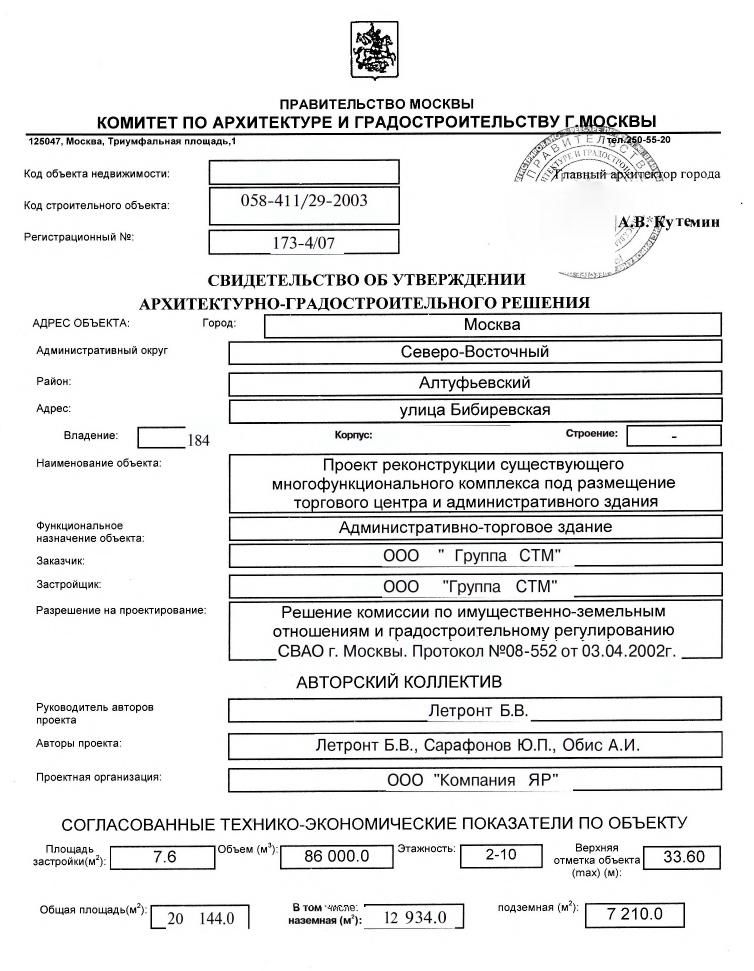 ПРАВИТЕЛЬСТВО МОСКВЫ
КОМИТЕТ ПО АРХИТЕКТУРЕ И ГРАДОСТРОИТЕЛЬСТВУ Г.МОСКВЫ
125047, Москва, Триумфальная площадь,1 тел.250-55-20
ПРАВИТЕЛЬСТВ
Код объекта недвижимости: Главный архитектор города
Код строительного объекта: 058-411/29-2003
А.В. Кутемин
Регистрационный №: 173-4/07
СВИДЕТЕЛЬСТВО ОБ УТВЕРЖДЕНИИ
АРХИТЕКТУРНО-ГРАДОСТРОИТЕЛЬНОГО РЕШЕНИЯ
АДРЕС ОБЪЕКТА: Город: Москва
Административный округ Северо-Восточный
Район: Алтуфьевский
Адрес: улица Бибиревская
Владение: 184 Корпус: Строение: -
Наименование объекта: Проект реконструкции существующего
многофункционального комплекса под размещение
торгового центра и административного здания
Функциональное
назначение объекта: Административно-торговое здание
Заказчик: ООО " Группа СТМ"
Застройщик: ООО "Группа СТМ"
Разрешение на проектирование: Решение комиссии по имущественно-земельным
отношениям и градостроительному регулированию
СВАО г. Москвы. Протокол №08-552 от 03.04.2002г.
АВТОРСКИЙ КОЛЛЕКТИВ
Руководитель авторов
проекта Летронт Б.В.
Авторы проекта: Летронт Б.В., Сарафонов Ю.П., Обис А.И.
Проектная организация: ООО "Компания ЯР"
СОГЛАСОВАННЫЕ ТЕХНИКО-ЭКОНОМИЧЕСКИЕ ПОКАЗАТЕЛИ ПО ОБЪЕКТУ
Площадь
застройки(м²): 7.6 Объем (м³): 86 000.0 Этажность: 2-10 Верхняя
отметка объекта
(max) (м): 33.60
Общая площадь(м²): 20 144.0 В том числе:
наземная (м²): 12 934.0 подземная (м²): 7 210.0